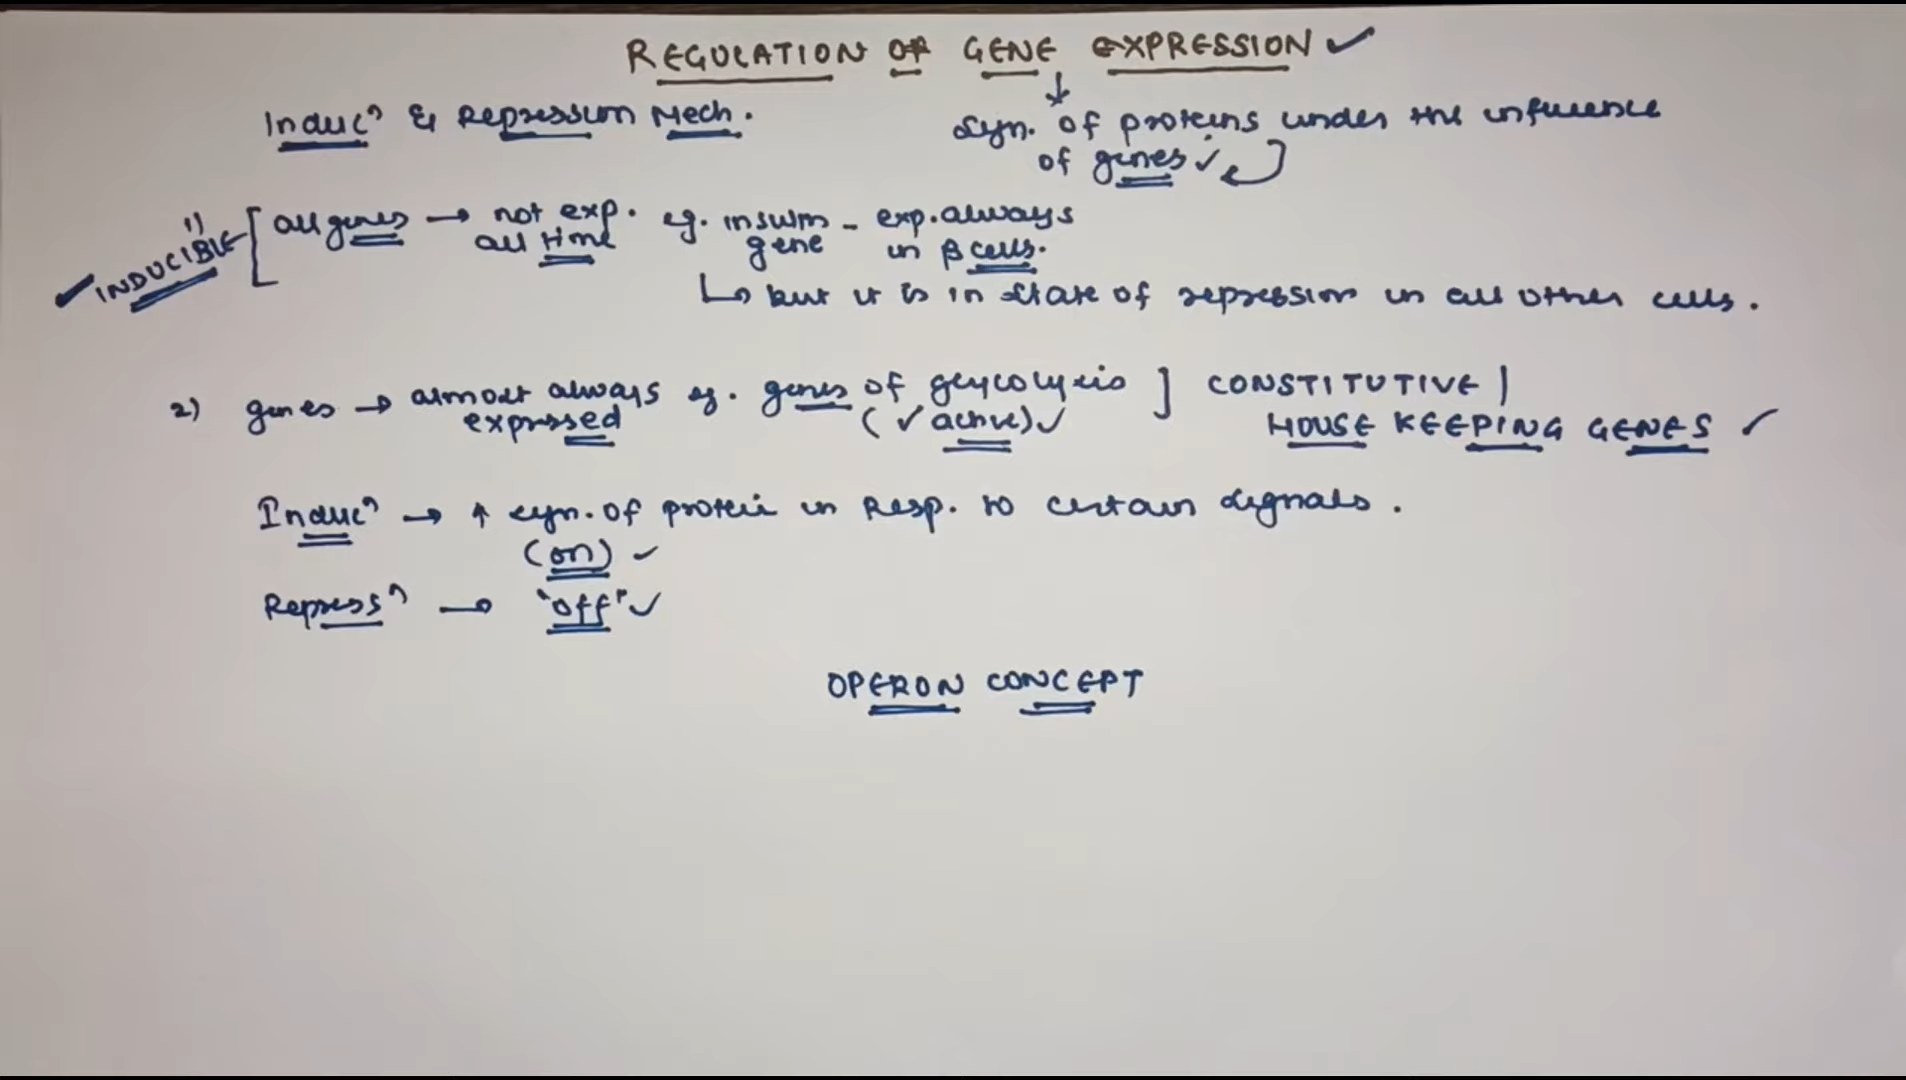 REGULATION OF GENE EXPRESSION ✓
Induc⁀ & Repression Mech.
↓
Syn. of proteins under the influence
of genes ✓
INDUCIBLE
1) all genes → not exp. all time eg. insulin gene - exp. always in β cells.
↳ but it is in state of repression in all other cells.
2) genes → almost always expressed eg. genes of glycolysis (✓ active) ✓ ] CONSTITUTIVE |
HOUSE KEEPING GENES ✓
Induc⁀ → ↑ syn. of protein in Resp. to certain signals.
(on) ✓
Repress⁀ → "off" ✓
OPERON CONCEPT